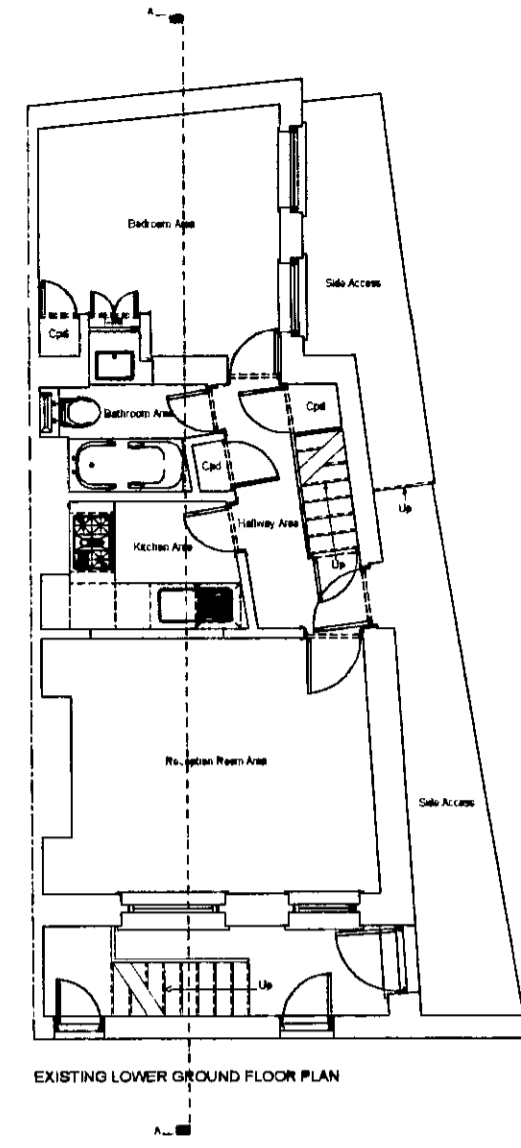 A
Bedroom Area
Side Access
Cpd
Bathroom Area
Cpd
Cpd
Up
Hallway Area
Kitchen Area
Up
Reception Room Area
Side Access
Up
EXISTING LOWER GROUND FLOOR PLAN
A